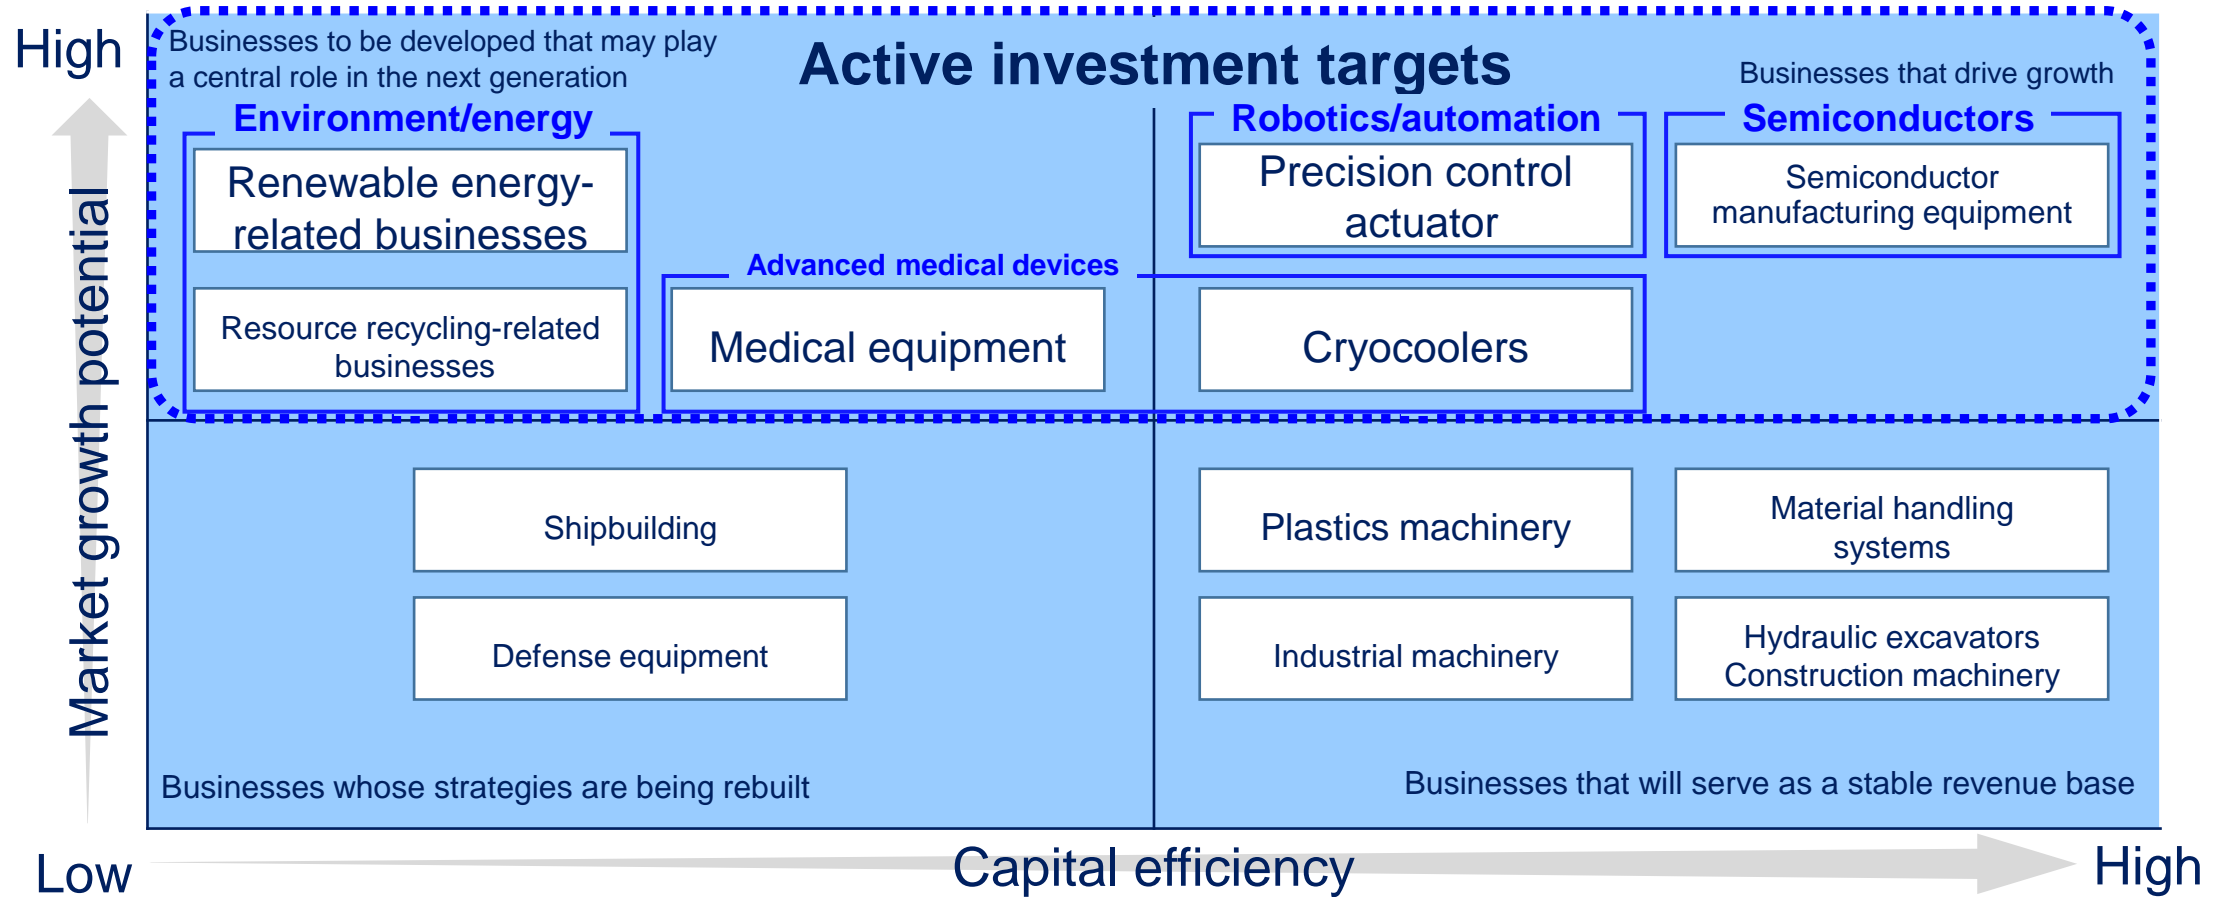 High
Businesses to be developed that may play
a central role in the next generation
Active investment targets
Businesses that drive growth
Environment/energy
Robotics/automation
Semiconductors
Renewable energy-
related businesses
Precision control
actuator
Semiconductor
manufacturing equipment
Advanced medical devices
Resource recycling-related
businesses
Medical equipment
Cryocoolers
Market growth potential
Shipbuilding
Plastics machinery
Material handling
systems
Defense equipment
Industrial machinery
Hydraulic excavators
Construction machinery
Businesses whose strategies are being rebuilt
Businesses that will serve as a stable revenue base
Low
Capital efficiency
High